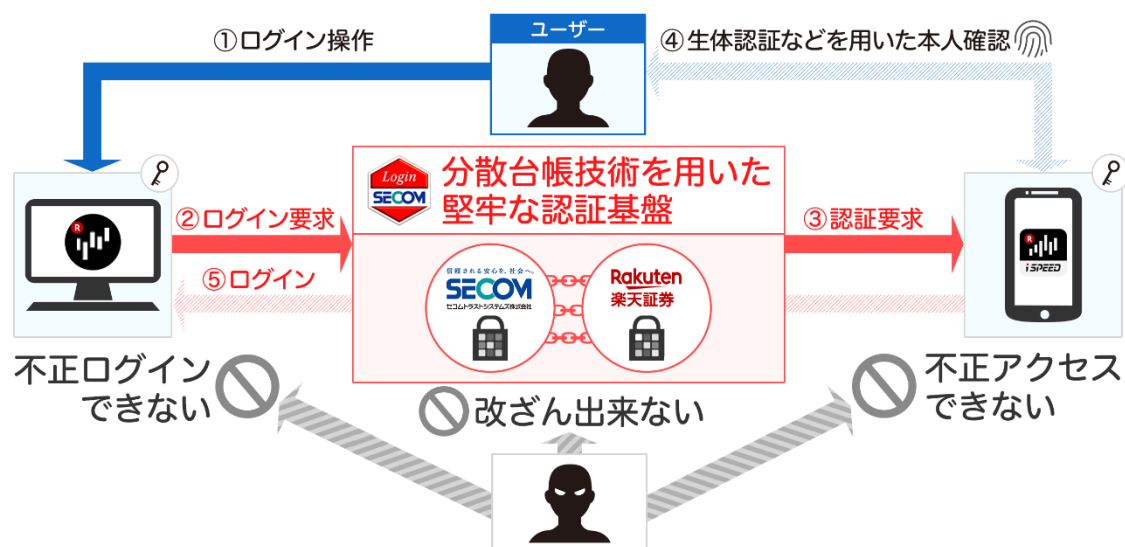 ユーザー
①ログイン操作
④生体認証などを用いた本人確認
Login
SECOM
分散台帳技術を用いた
堅牢な認証基盤
②ログイン要求
③認証要求
⑤ログイン
信頼される安心を、社会へ。
SECOM
セコムトラストシステムズ株式会社
Rakuten
楽天証券
R
R
iSPEED
不正ログイン
できない
改ざん出来ない
不正アクセス
できない